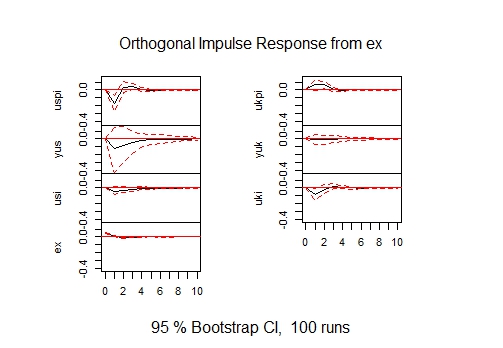 Orthogonal Impulse Response from ex
uspi
0.0
-0.4
yus
0.0
-0.4
usi
0.0
-0.4
ex
0.0
-0.4
0 2 4 6 8 10
ukpi
0.0
-0.4
yuk
0.0
-0.4
uki
0.0
-0.4
0 2 4 6 8 10
95 % Bootstrap CI, 100 runs